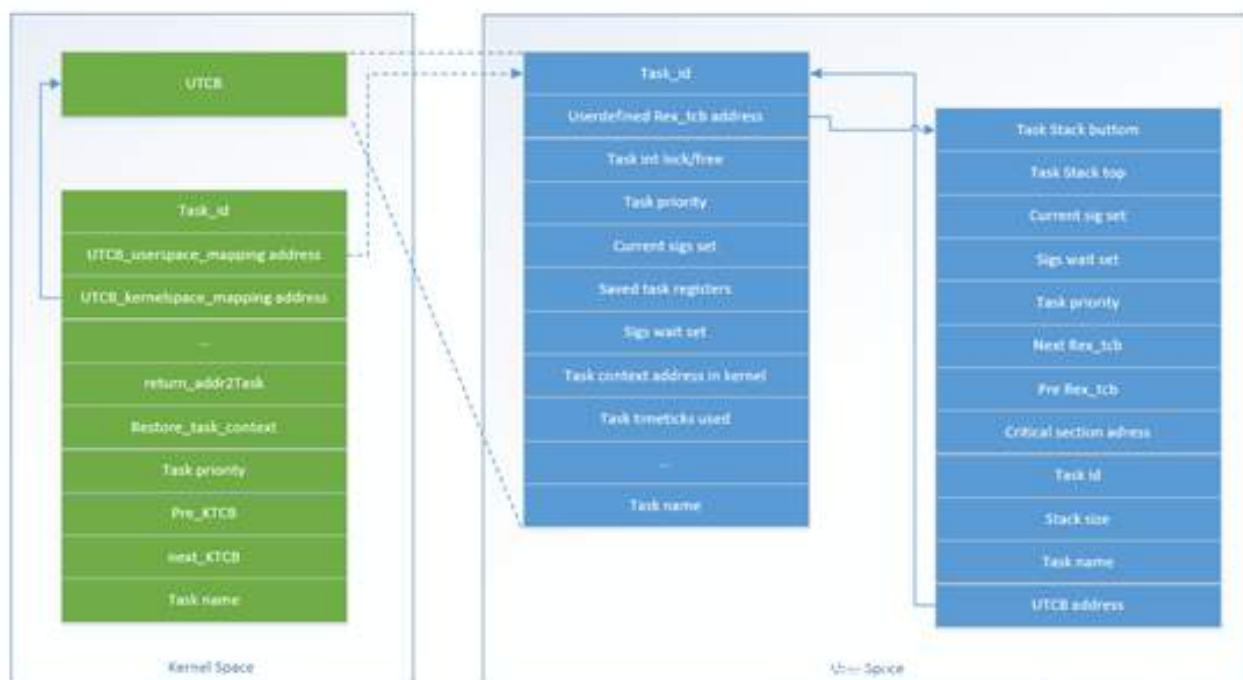 UTCB
Task_id
UTCB_userspace_mapping address
UTCB_kernelspace_mapping address
...
return_addr2Task
Restore_task_context
Task priority
Pre_KTCB
next_KTCB
Task name
Kernel Space
Task_id
Userdefined Rex_tcb address
Task int lock/free
Task priority
Current sigs set
Saved task registers
Sigs wait set
Task context address in kernel
Task timeticks used
...
Task name
Task Stack buttom
Task Stack top
Current sig set
Sigs wait set
Task priority
Next Rex_tcb
Pre Rex_tcb
Critical section adress
Task id
Stack size
Task name
UTCB address
Space